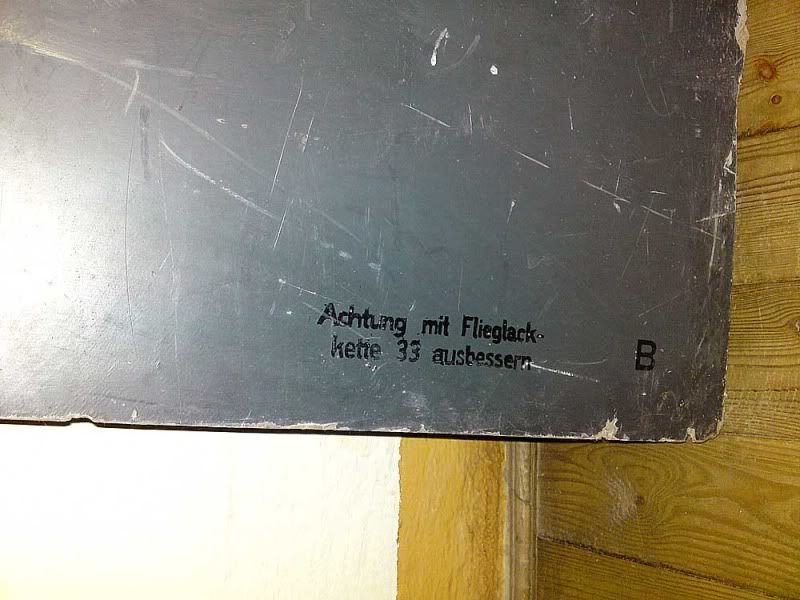 Achtung mit Flieglack-
kette 33 ausbessern
B